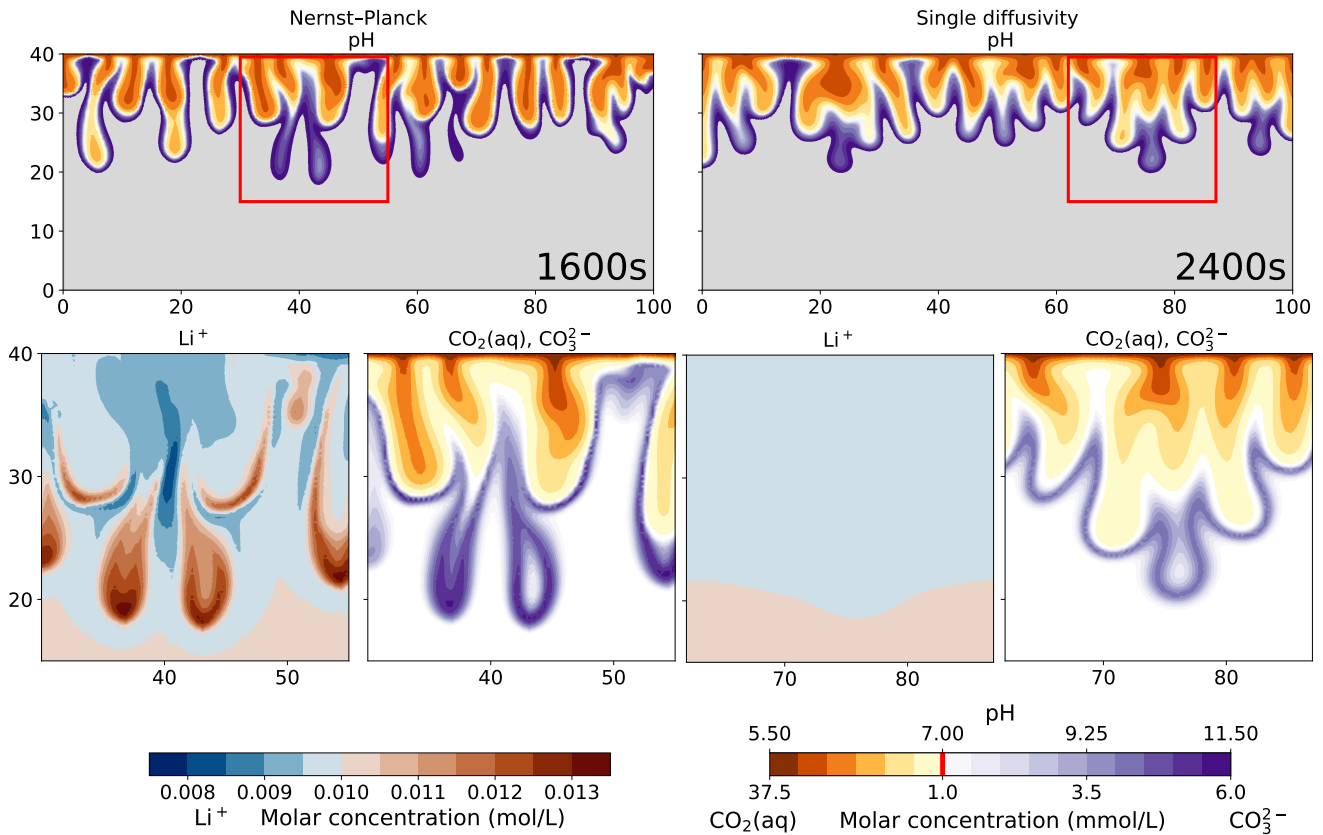 Nernst–Planck
pH
Single diffusivity
pH
40
30
20
10
0
0 20 40 60 80 100
1600s
0 20 40 60 80 100
2400s
Li⁺
CO₂(aq), CO₃²⁻
Li⁺
CO₂(aq), CO₃²⁻
40
30
20
40 50
40 50
70 80
70 80
0.008 0.009 0.010 0.011 0.012 0.013
Li⁺ Molar concentration (mol/L)
pH
5.50 7.00 9.25 11.50
37.5 1.0 3.5 6.0
CO₂(aq) Molar concentration (mmol/L) CO₃²⁻